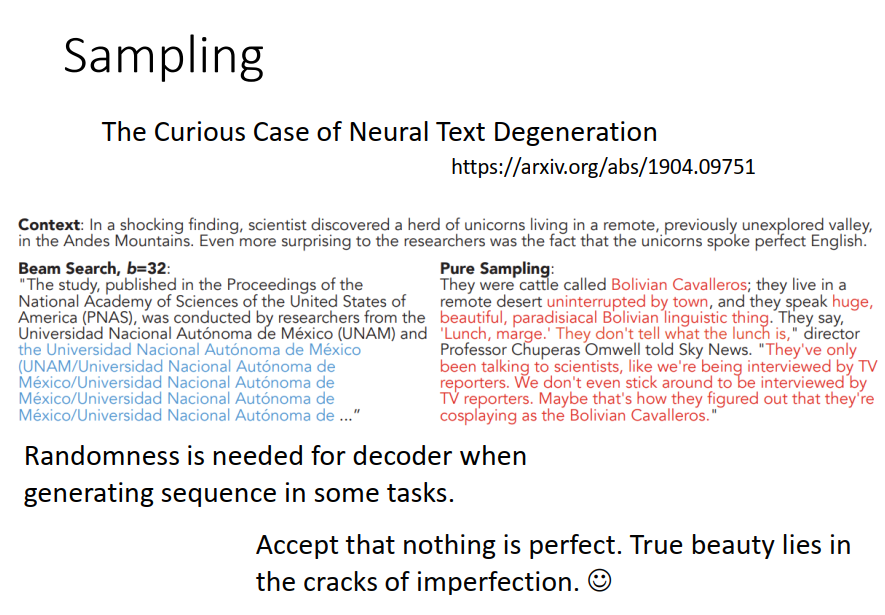 Sampling
The Curious Case of Neural Text Degeneration
https://arxiv.org/abs/1904.09751
Context: In a shocking finding, scientist discovered a herd of unicorns living in a remote, previously unexplored valley,
in the Andes Mountains. Even more surprising to the researchers was the fact that the unicorns spoke perfect English.
Beam Search, b=32:
"The study, published in the Proceedings of the
National Academy of Sciences of the United States of
America (PNAS), was conducted by researchers from the
Universidad Nacional Autónoma de México (UNAM) and
the Universidad Nacional Autónoma de México
(UNAM/Universidad Nacional Autónoma de
México/Universidad Nacional Autónoma de
México/Universidad Nacional Autónoma de
México/Universidad Nacional Autónoma de ..."
Pure Sampling:
They were cattle called Bolivian Cavalleros; they live in a
remote desert uninterrupted by town, and they speak huge,
beautiful, paradisiacal Bolivian linguistic thing. They say,
'Lunch, marge.' They don't tell what the lunch is," director
Professor Chuperas Omwell told Sky News. "They've only
been talking to scientists, like we're being interviewed by TV
reporters. We don't even stick around to be interviewed by
TV reporters. Maybe that's how they figured out that they're
cosplaying as the Bolivian Cavalleros."
Randomness is needed for decoder when
generating sequence in some tasks.
Accept that nothing is perfect. True beauty lies in
the cracks of imperfection. ☺